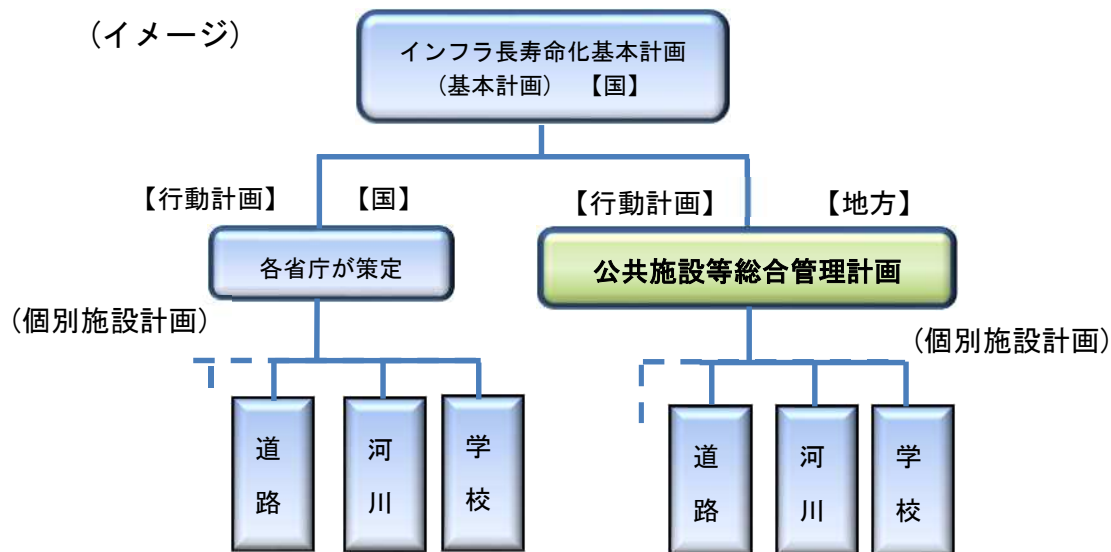 (イメージ)
インフラ長寿命化基本計画
(基本計画) 【国】
【行動計画】 【国】
【行動計画】 【地方】
各省庁が策定
公共施設等総合管理計画
(個別施設計画)
(個別施設計画)
道路
河川
学校
道路
河川
学校